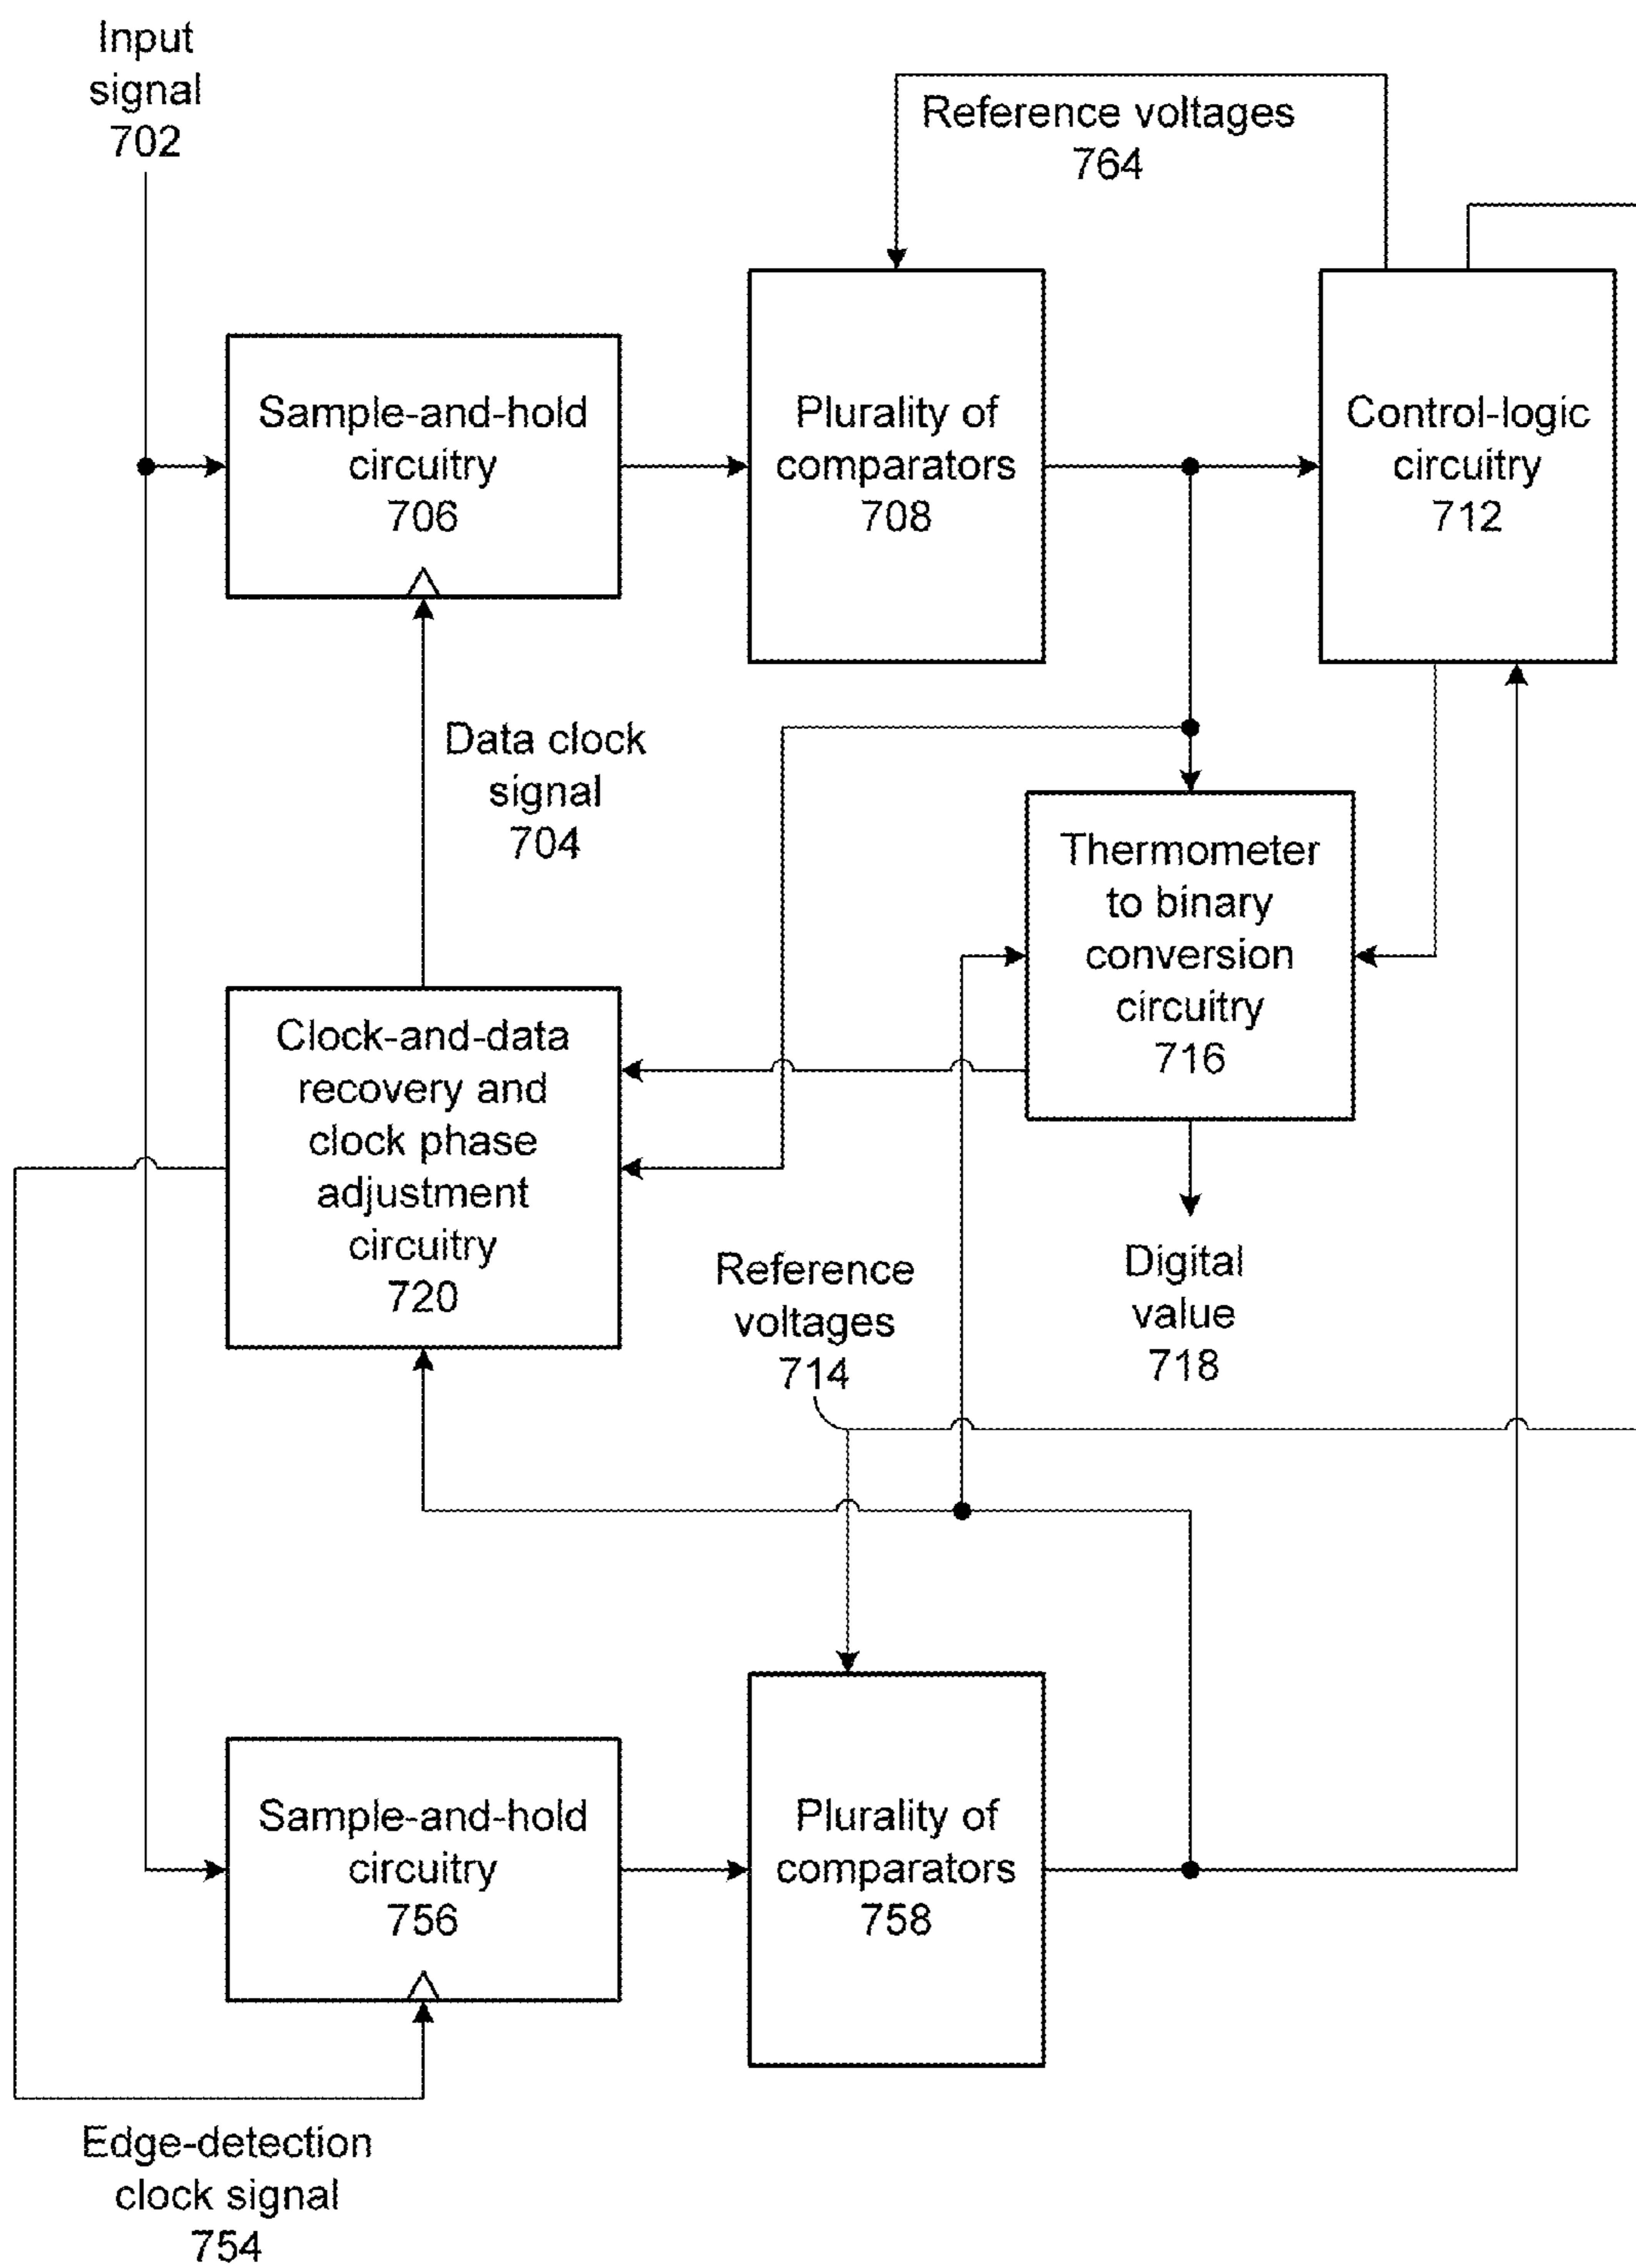 Input
signal
702
Reference voltages
764
Sample-and-hold
circuitry
706
Plurality of
comparators
708
Control-logic
circuitry
712
Data clock
signal
704
Thermometer
to binary
conversion
circuitry
716
Clock-and-data
recovery and
clock phase
adjustment
circuitry
720
Reference
voltages
714
Digital
value
718
Sample-and-hold
circuitry
756
Plurality of
comparators
758
Edge-detection
clock signal
754